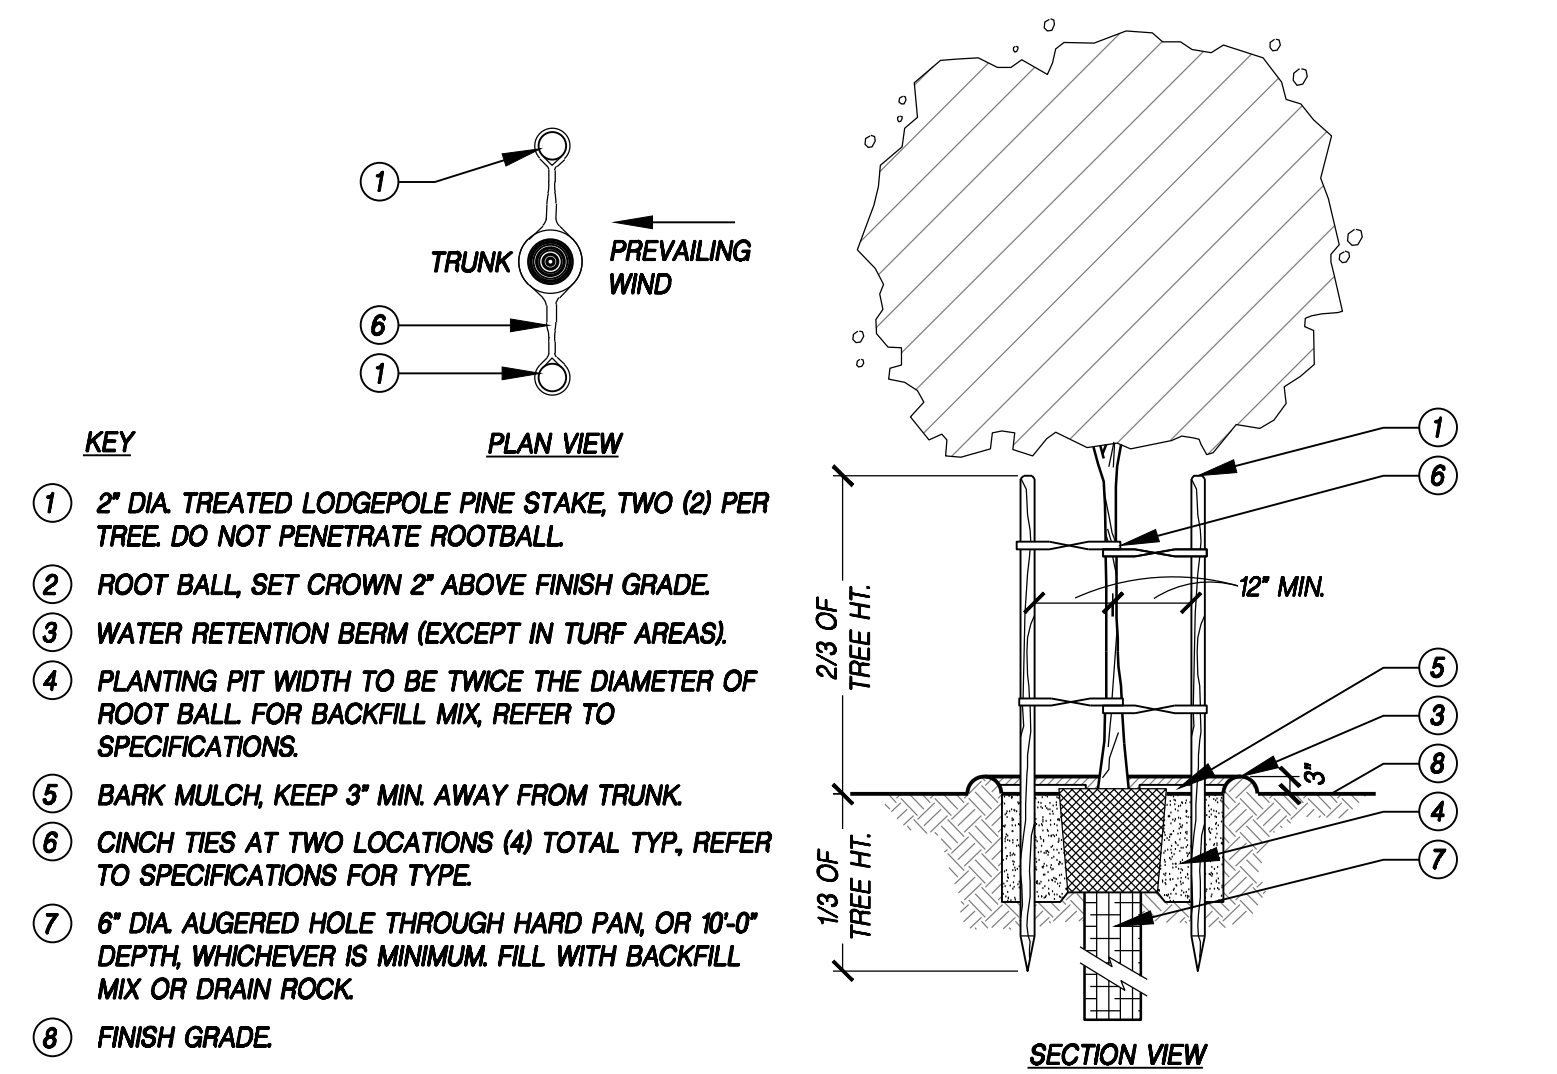 1
TRUNK
PREVAILING
WIND
6
1
KEY
PLAN VIEW
1 2" DIA. TREATED LODGEPOLE PINE STAKE, TWO (2) PER
TREE. DO NOT PENETRATE ROOTBALL.
2 ROOT BALL, SET CROWN 2" ABOVE FINISH GRADE.
3 WATER RETENTION BERM (EXCEPT IN TURF AREAS).
4 PLANTING PIT WIDTH TO BE TWICE THE DIAMETER OF
ROOT BALL. FOR BACKFILL MIX, REFER TO
SPECIFICATIONS.
5 BARK MULCH, KEEP 3" MIN. AWAY FROM TRUNK.
6 CINCH TIES AT TWO LOCATIONS (4) TOTAL TYP., REFER
TO SPECIFICATIONS FOR TYPE.
7 6" DIA. AUGERED HOLE THROUGH HARD PAN, OR 10'-0"
DEPTH, WHICHEVER IS MINIMUM. FILL WITH BACKFILL
MIX OR DRAIN ROCK.
8 FINISH GRADE.
1
6
12" MIN.
2/3 OF
TREE HT.
5
3
3"
8
4
7
1/3 OF
TREE HT.
SECTION VIEW